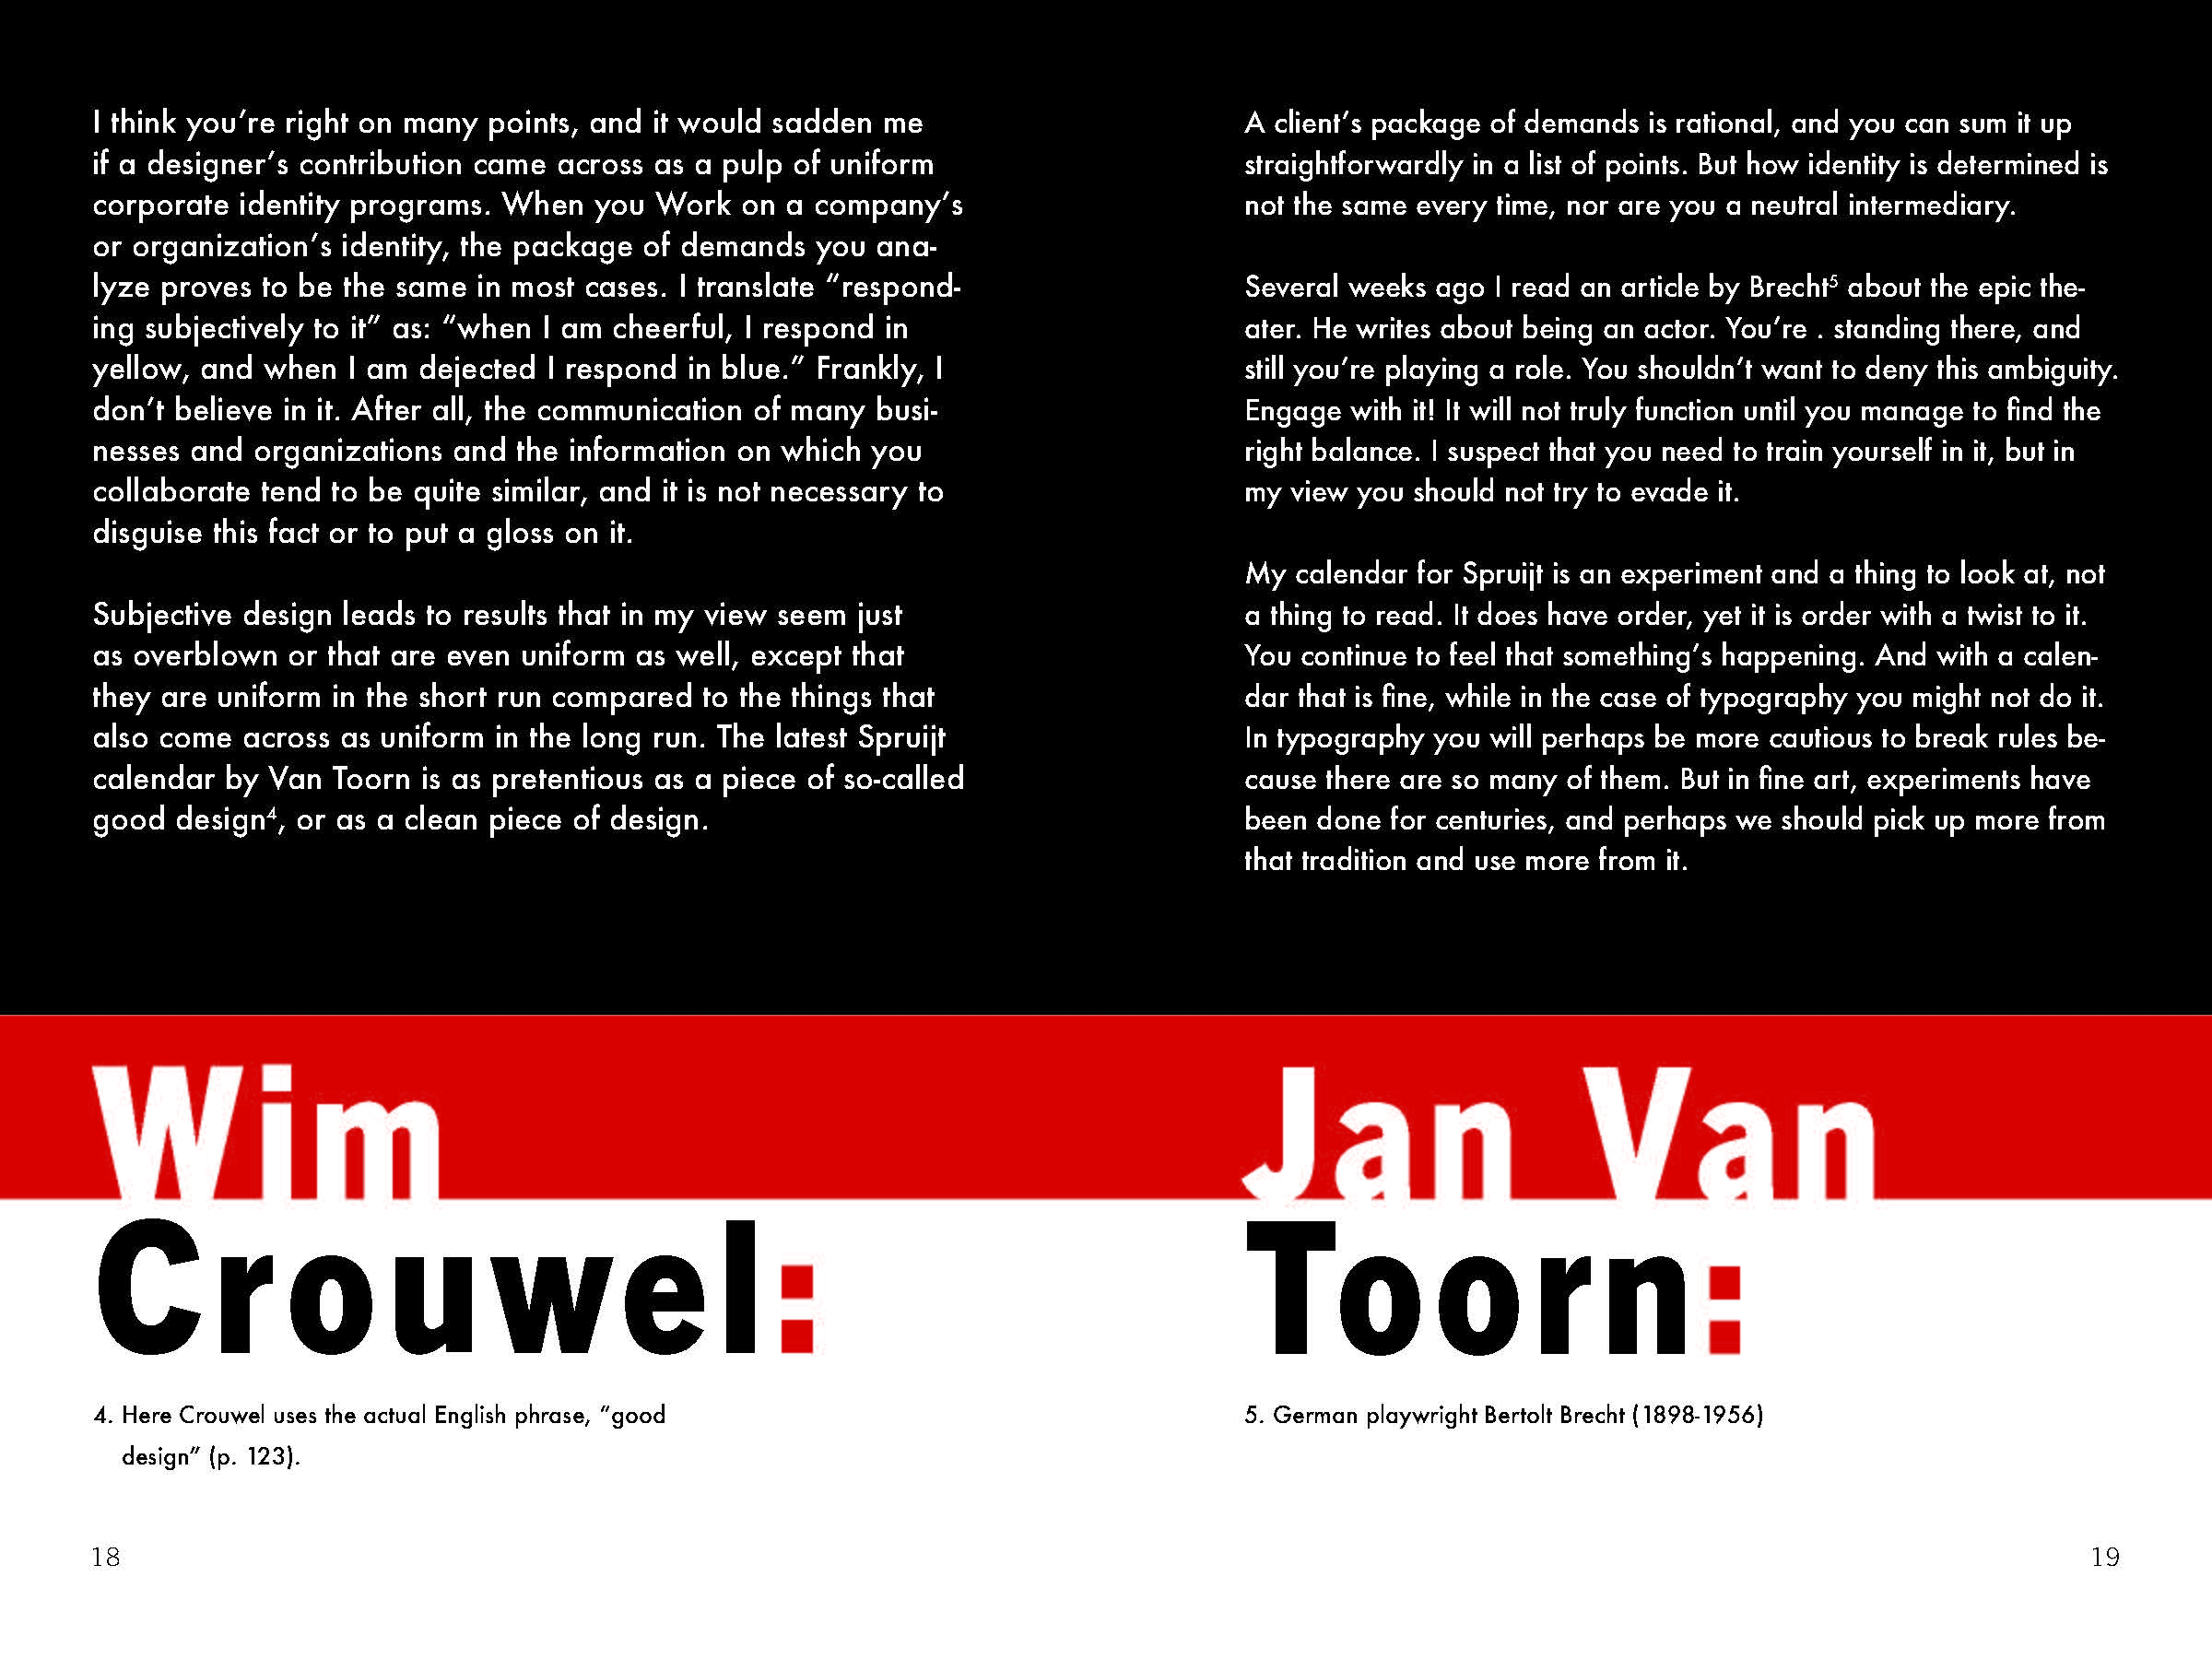 I think you’re right on many points, and it would sadden me
if a designer’s contribution came across as a pulp of uniform
corporate identity programs. When you Work on a company’s
or organization’s identity, the package of demands you ana-
lyze proves to be the same in most cases. I translate “respond-
ing subjectively to it” as: “when I am cheerful, I respond in
yellow, and when I am dejected I respond in blue.” Frankly, I
don’t believe in it. After all, the communication of many busi-
nesses and organizations and the information on which you
collaborate tend to be quite similar, and it is not necessary to
disguise this fact or to put a gloss on it.
Subjective design leads to results that in my view seem just
as overblown or that are even uniform as well, except that
they are uniform in the short run compared to the things that
also come across as uniform in the long run. The latest Spruijt
calendar by Van Toorn is as pretentious as a piece of so-called
good design⁴, or as a clean piece of design.
Wim
Crouwel:
4. Here Crouwel uses the actual English phrase, “good
design” (p. 123).
18
A client’s package of demands is rational, and you can sum it up
straightforwardly in a list of points. But how identity is determined is
not the same every time, nor are you a neutral intermediary.
Several weeks ago I read an article by Brecht⁵ about the epic the-
ater. He writes about being an actor. You’re . standing there, and
still you’re playing a role. You shouldn’t want to deny this ambiguity.
Engage with it! It will not truly function until you manage to find the
right balance. I suspect that you need to train yourself in it, but in
my view you should not try to evade it.
My calendar for Spruijt is an experiment and a thing to look at, not
a thing to read. It does have order, yet it is order with a twist to it.
You continue to feel that something’s happening. And with a calen-
dar that is fine, while in the case of typography you might not do it.
In typography you will perhaps be more cautious to break rules be-
cause there are so many of them. But in fine art, experiments have
been done for centuries, and perhaps we should pick up more from
that tradition and use more from it.
Jan Van
Toorn:
5. German playwright Bertolt Brecht (1898-1956)
19